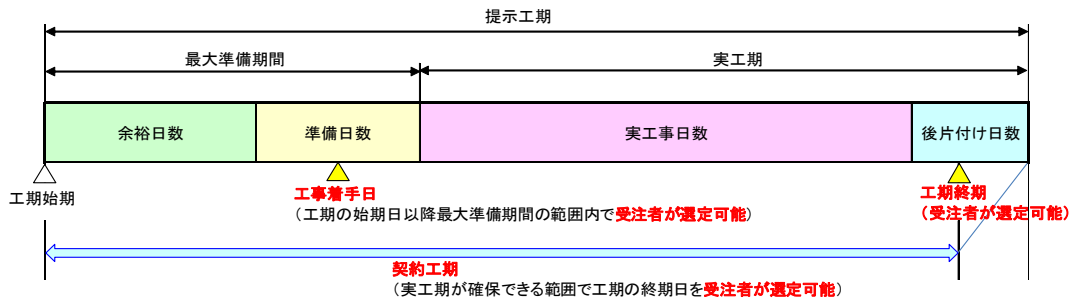 提示工期
最大準備期間
実工期
余裕日数
準備日数
実工事日数
後片付け日数
工期始期
工事着手日
(工期の始期日以降最大準備期間の範囲内で受注者が選定可能)
工期終期
(受注者が選定可能)
契約工期
(実工期が確保できる範囲で工期の終期日を受注者が選定可能)